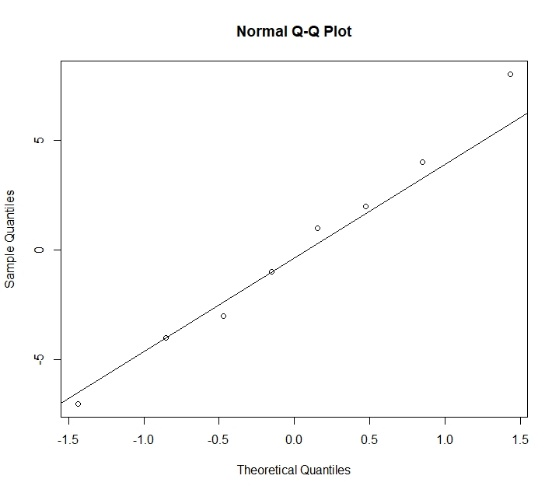 Normal Q-Q Plot
Sample Quantiles
5
0
-5
-1.5 -1.0 -0.5 0.0 0.5 1.0 1.5
Theoretical Quantiles